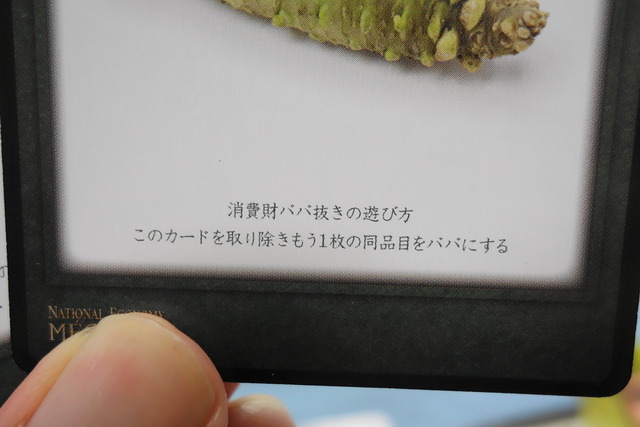 消費財ババ抜きの遊び方
このカードを取り除きもう1枚の同品目をババにする
NATIONAL ECONOMY